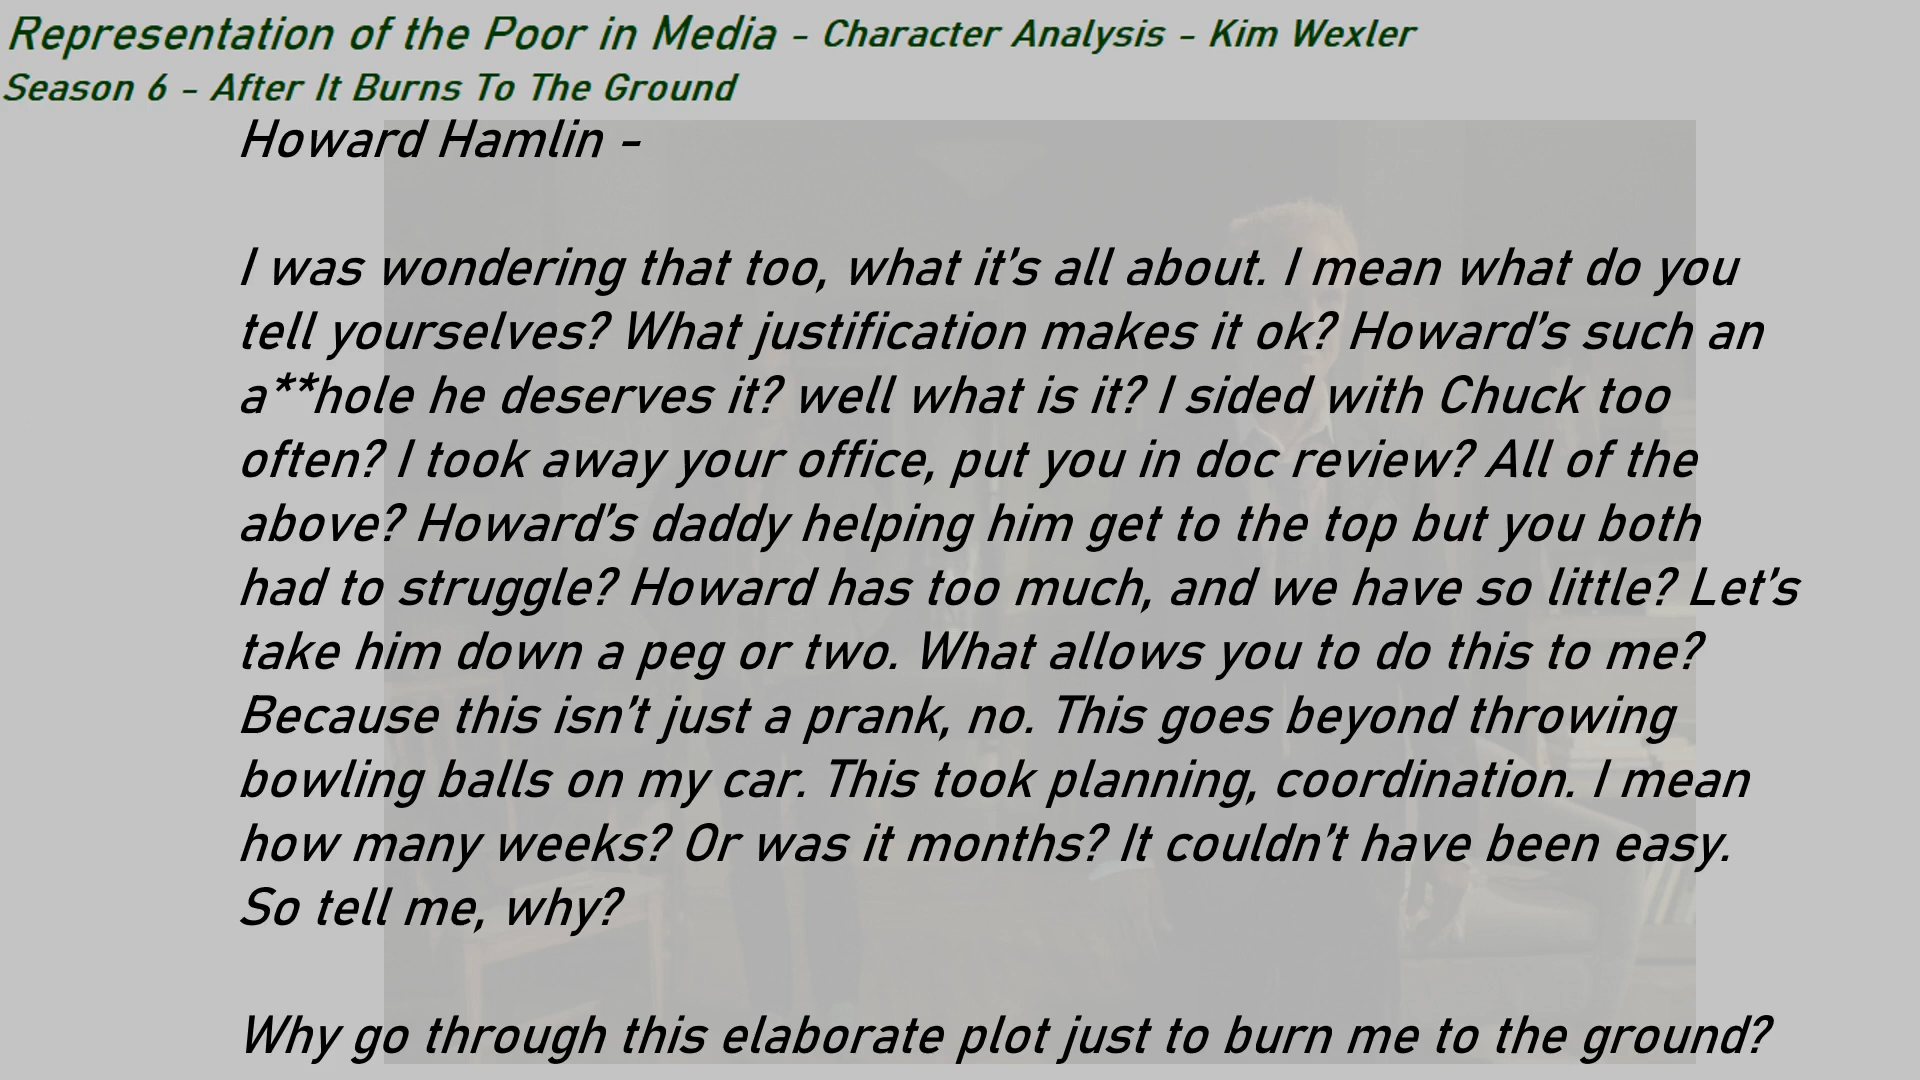 Representation of the Poor in Media - Character Analysis - Kim Wexler
Season 6 - After It Burns To The Ground
Howard Hamlin -
I was wondering that too, what it's all about. I mean what do you
tell yourselves? What justification makes it ok? Howard's such an
a**hole he deserves it? well what is it? I sided with Chuck too
often? I took away your office, put you in doc review? All of the
above? Howard's daddy helping him get to the top but you both
had to struggle? Howard has too much, and we have so little? Let's
take him down a peg or two. What allows you to do this to me?
Because this isn't just a prank, no. This goes beyond throwing
bowling balls on my car. This took planning, coordination. I mean
how many weeks? Or was it months? It couldn't have been easy.
So tell me, why?
Why go through this elaborate plot just to burn me to the ground?